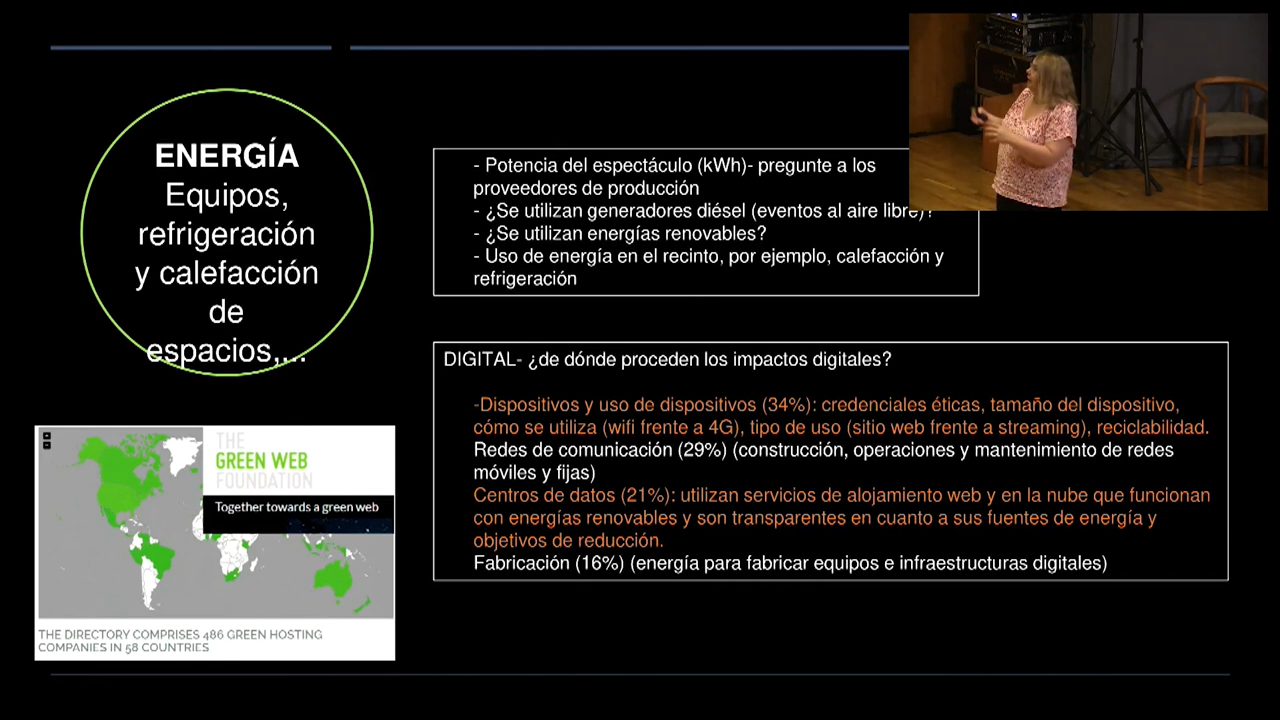 ENERGÍA
Equipos,
refrigeración
y calefacción
de
espacios,...
- Potencia del espectáculo (kWh)- pregunte a los
proveedores de producción
- ¿Se utilizan generadores diésel (eventos al aire libre)?
- ¿Se utilizan energías renovables?
- Uso de energía en el recinto, por ejemplo, calefacción y
refrigeración
DIGITAL- ¿de dónde proceden los impactos digitales?
-Dispositivos y uso de dispositivos (34%): credenciales éticas, tamaño del dispositivo,
cómo se utiliza (wifi frente a 4G), tipo de uso (sitio web frente a streaming), reciclabilidad.
Redes de comunicación (29%) (construcción, operaciones y mantenimiento de redes
móviles y fijas)
Centros de datos (21%): utilizan servicios de alojamiento web y en la nube que funcionan
con energías renovables y son transparentes en cuanto a sus fuentes de energía y
objetivos de reducción.
Fabricación (16%) (energía para fabricar equipos e infraestructuras digitales)
THE
GREEN WEB
FOUNDATION
Together towards a green web
THE DIRECTORY COMPRISES 486 GREEN HOSTING
COMPANIES IN 58 COUNTRIES